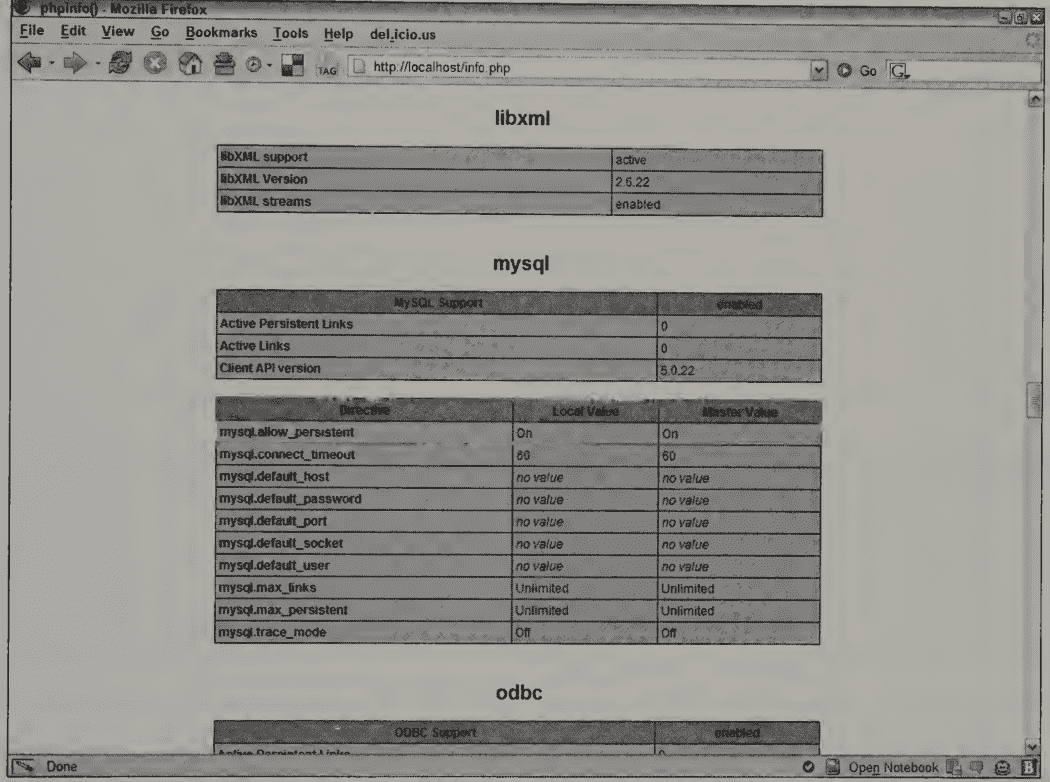 phpinfo() - Mozilla Firefox
File Edit View Go Bookmarks Tools Help del.icio.us
TAG http://localhost/info.php Go G
libxml
libXML support active
libXML Version 2.6.22
libXML streams enabled
mysql
MySQL Support enabled
Active Persistent Links 0
Active Links 0
Client API version 5.0.22
Directive Local Value Master Value
mysql.allow_persistent On On
mysql.connect_timeout 60 60
mysql.default_host no value no value
mysql.default_password no value no value
mysql.default_port no value no value
mysql.default_socket no value no value
mysql.default_user no value no value
mysql.max_links Unlimited Unlimited
mysql.max_persistent Unlimited Unlimited
mysql.trace_mode Off Off
odbc
ODBC Support enabled
Active Persistent Links 0
Done Open Notebook B